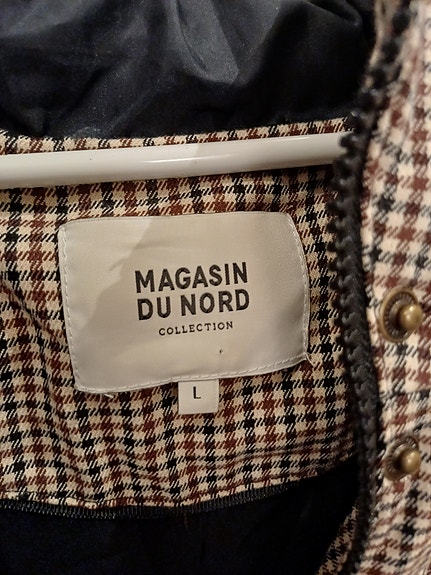 MAGASIN
DU NORD
COLLECTION
L